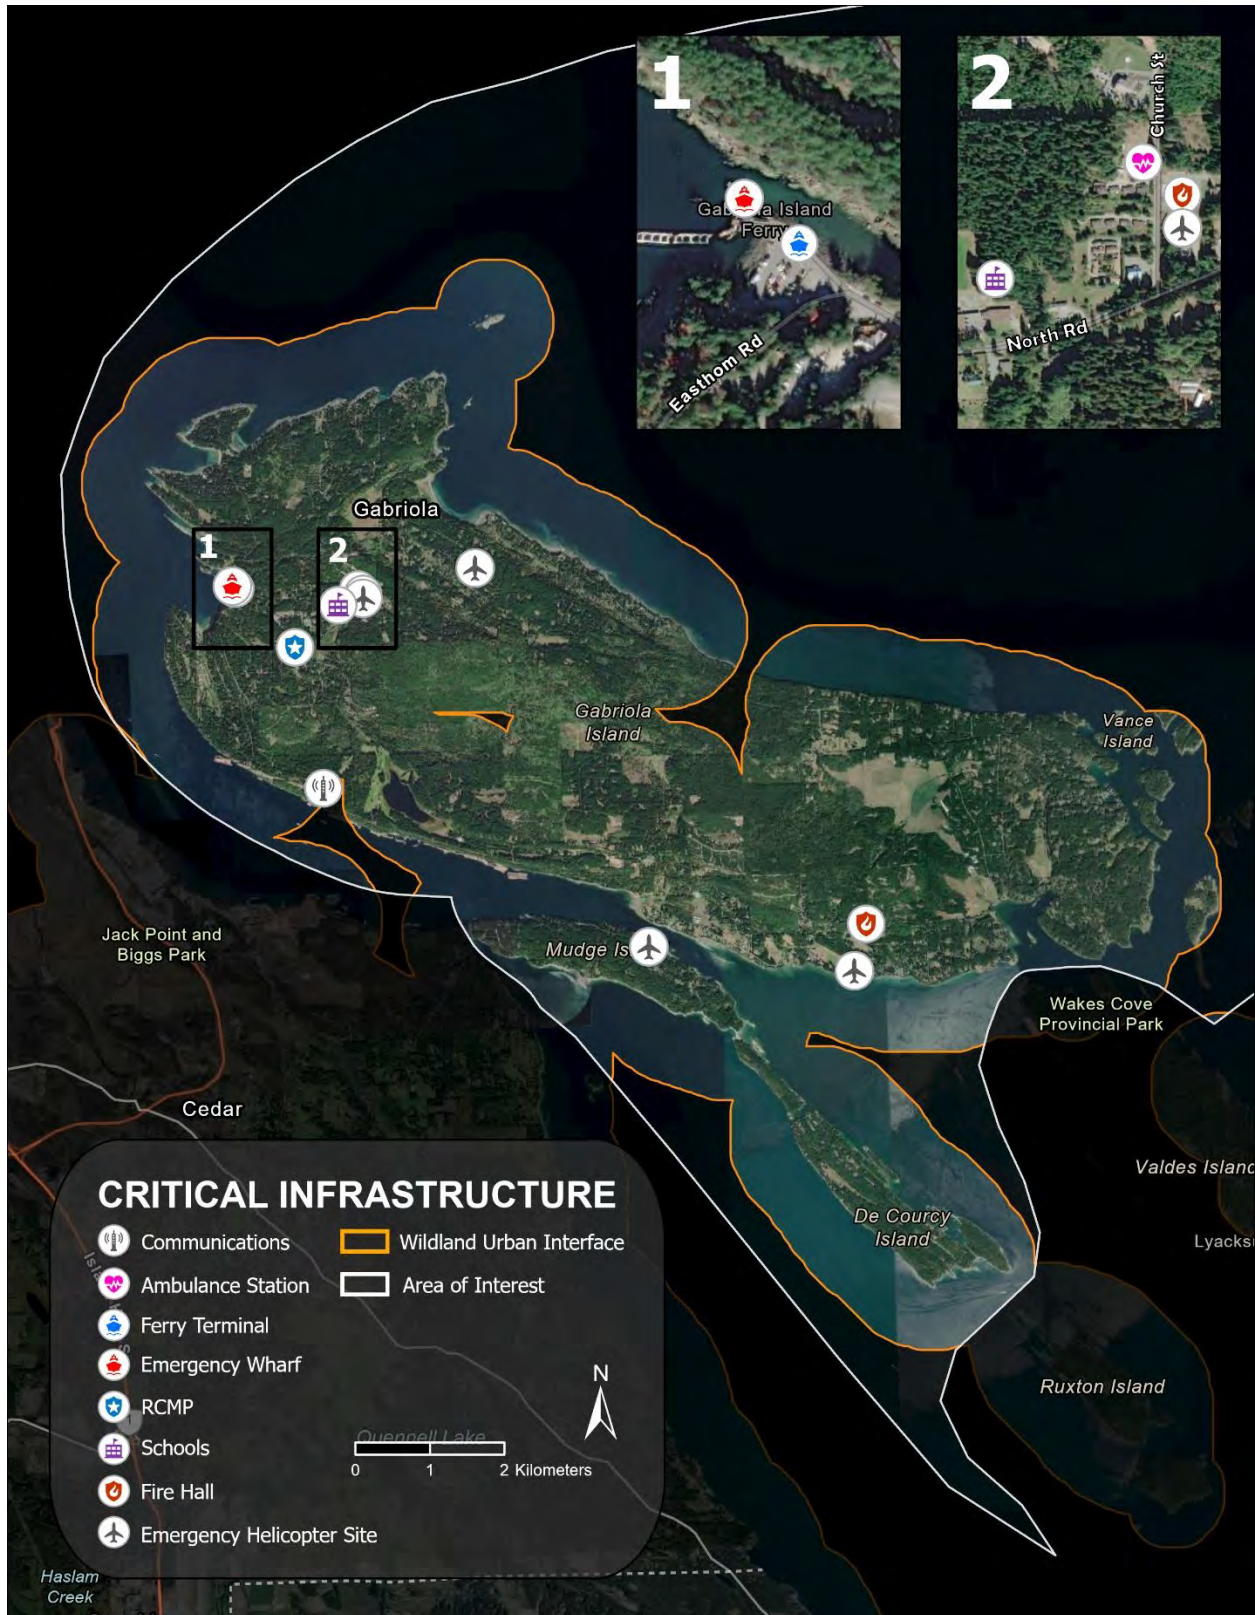 1
2
Church St
Gabriola Island
Ferry
Easthom Rd
North Rd
Gabriola
1
2
Gabriola
Island
Vance
Island
Jack Point and
Biggs Park
Mudge Is
Wakes Cove
Provincial Park
Cedar
Valdes Island
De Courcy
Island
Lyacks
Ruxton Island
CRITICAL INFRASTRUCTURE
Communications
Wildland Urban Interface
Ambulance Station
Area of Interest
Ferry Terminal
Emergency Wharf
RCMP
Schools
Fire Hall
Emergency Helicopter Site
N
Quennell Lake
0 1 2 Kilometers
Haslam
Creek